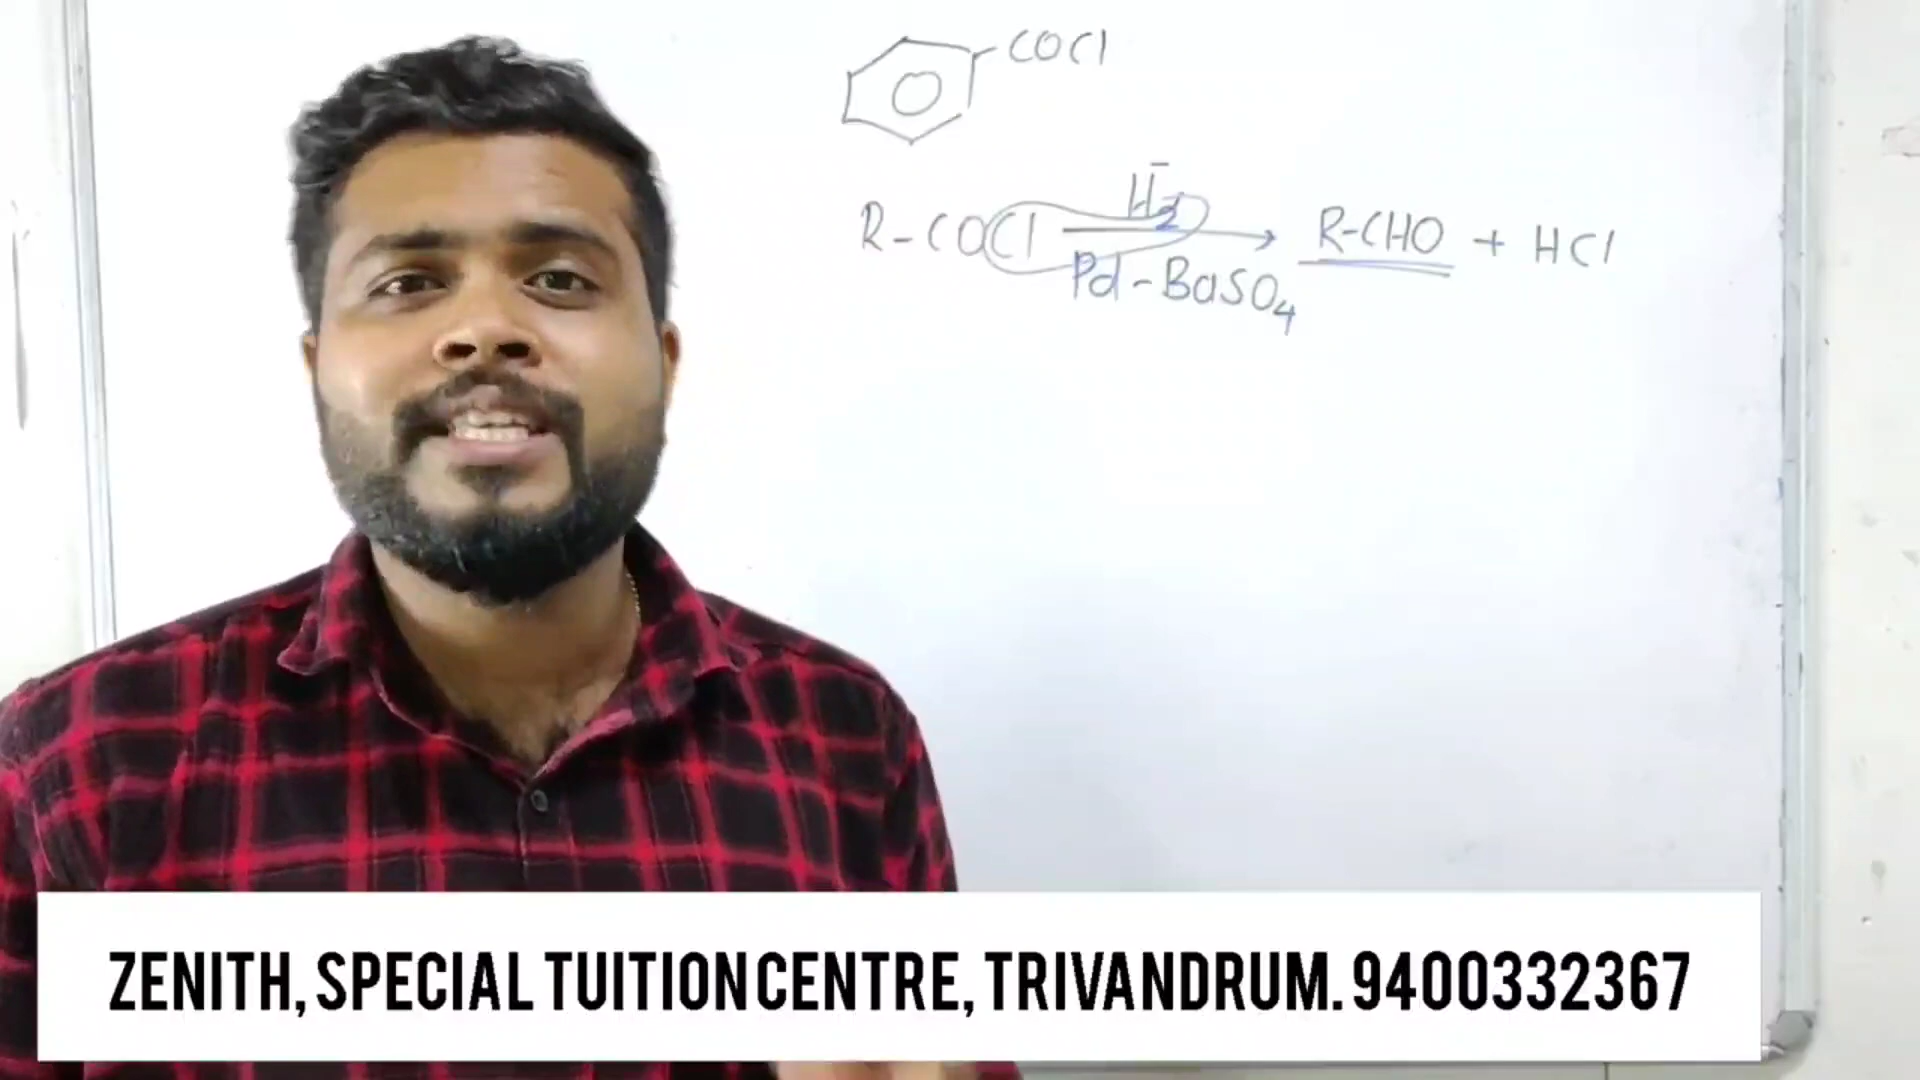 COCl
H2
R-COCl → R-CHO + HCl
Pd-BaSO4
ZENITH, SPECIAL TUITION CENTRE, TRIVANDRUM. 9400332367